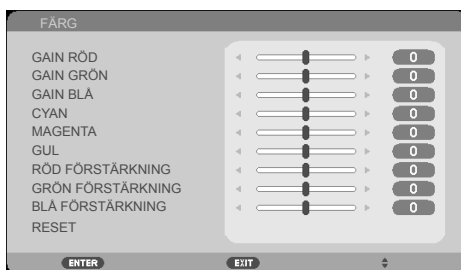 FÄRG
GAIN RÖD 0
GAIN GRÖN 0
GAIN BLÅ 0
CYAN 0
MAGENTA 0
GUL 0
RÖD FÖRSTÄRKNING 0
GRÖN FÖRSTÄRKNING 0
BLÅ FÖRSTÄRKNING 0
RESET
ENTER EXIT